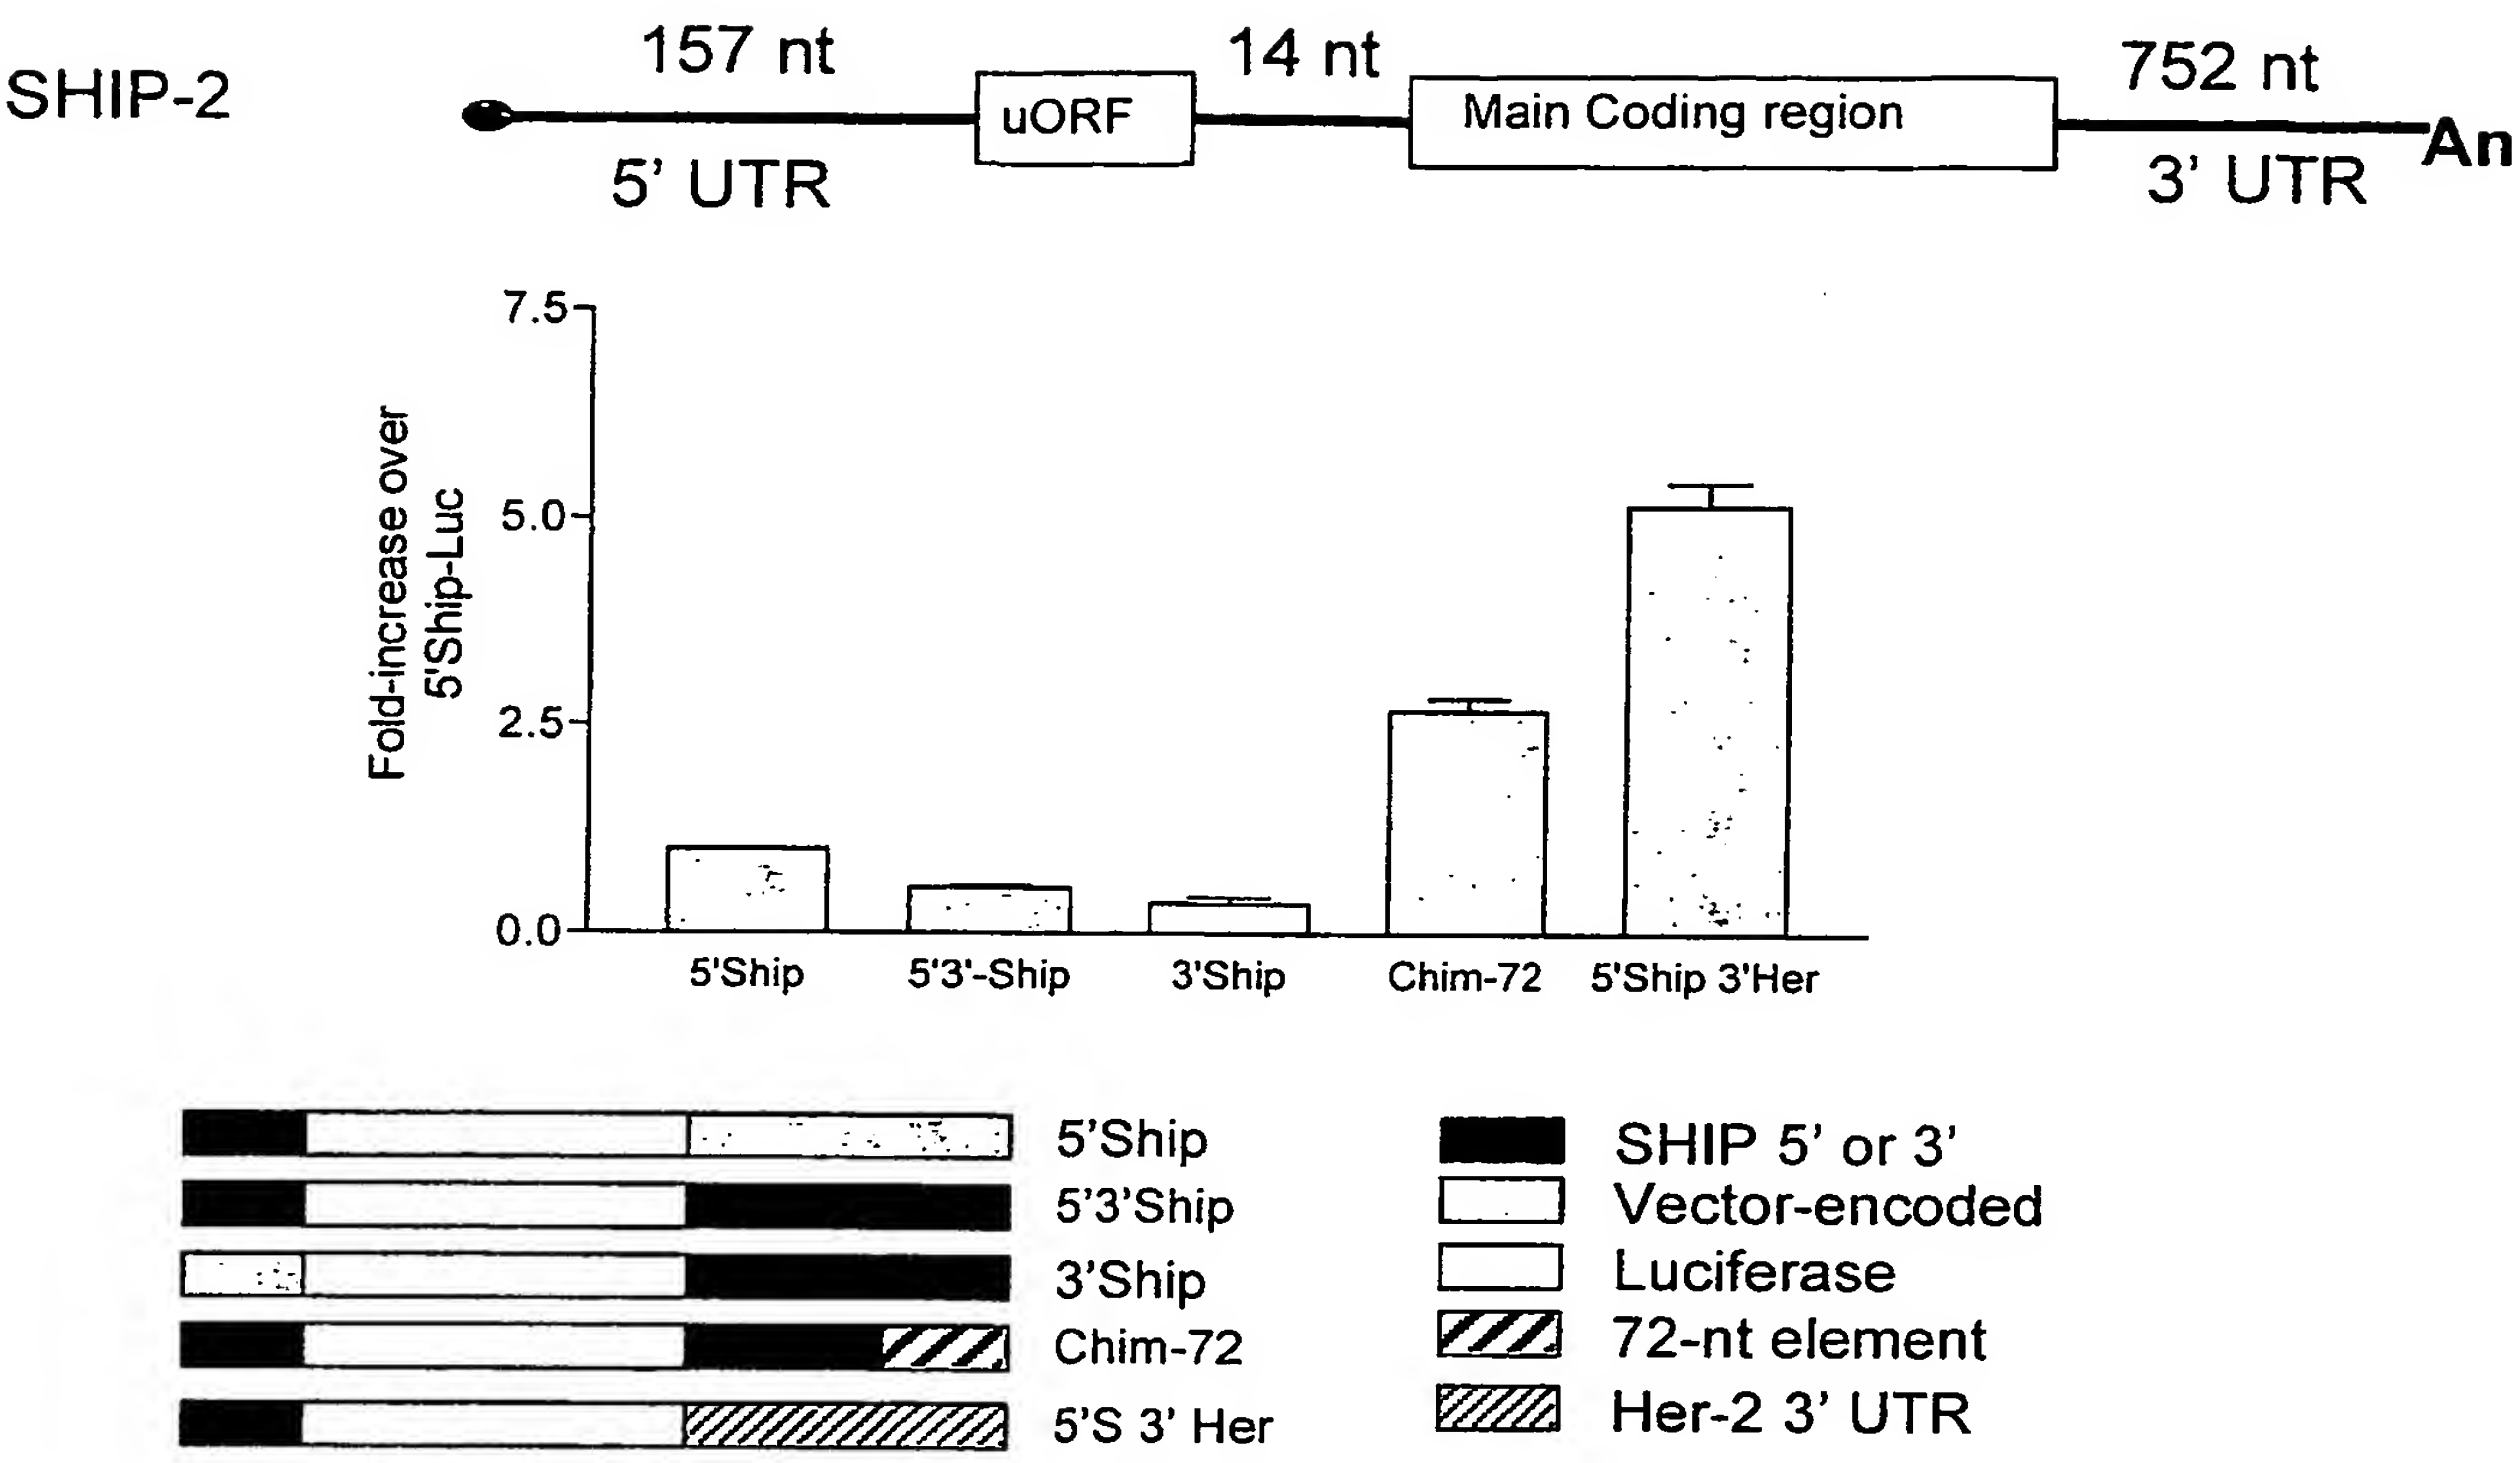 SHIP-2
157 nt
14 nt
752 nt
uORF
Main Coding region
An
5' UTR
3' UTR
Fold-increase over
5'Ship-Luc
7.5
5.0
2.5
0.0
5'Ship
5'3'-Ship
3'Ship
Chim-72
5'Ship 3'Her
5'Ship
5'3'Ship
3'Ship
Chim-72
5'S 3' Her
SHIP 5' or 3'
Vector-encoded
Luciferase
72-nt element
Her-2 3' UTR